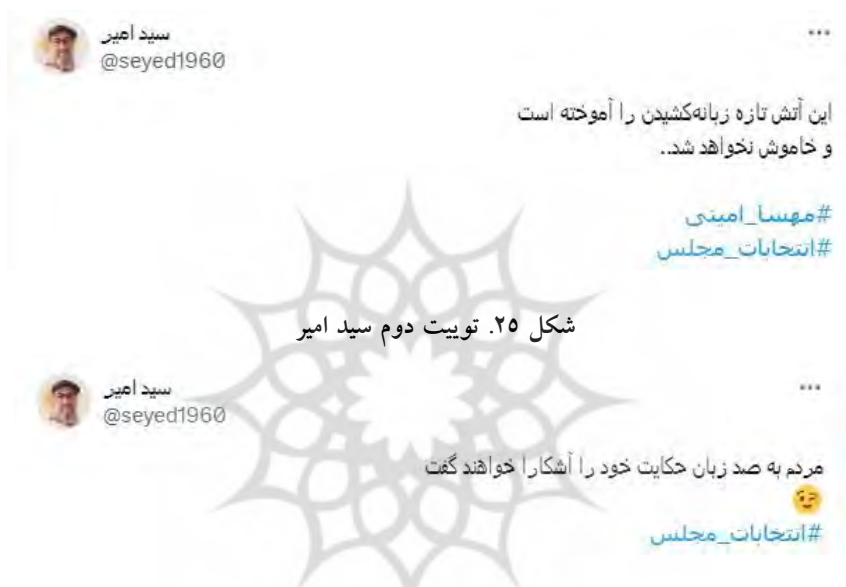 سید امیر
@seyed1960
...
این آتش تازه زبانه‌کشیدن را آموخته است
و خاموش نخواهد شد..
#مهسا_امینی
#انتخابات_مجلس
شکل ۲۵. توییت دوم سید امیر
سید امیر
@seyed1960
...
مردم به صد زبان حکایت خود را آشکارا خواهند گفت
😉
#انتخابات_مجلس